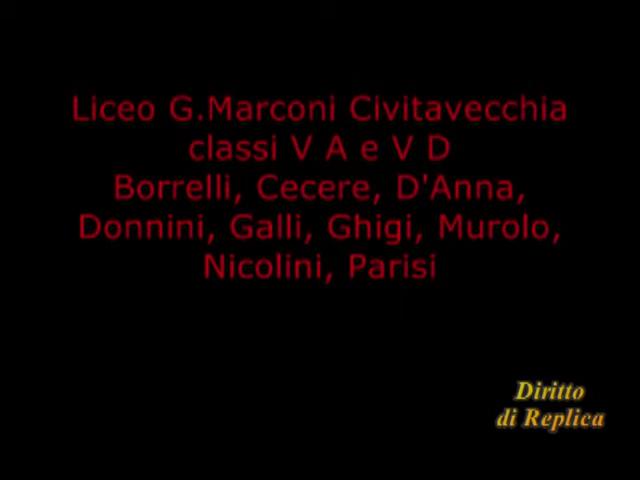 Liceo G.Marconi Civitavecchia
classi V A e V D
Borrelli, Cecere, D'Anna,
Donnini, Galli, Ghigi, Murolo,
Nicolini, Parisi
Diritto
di Replica